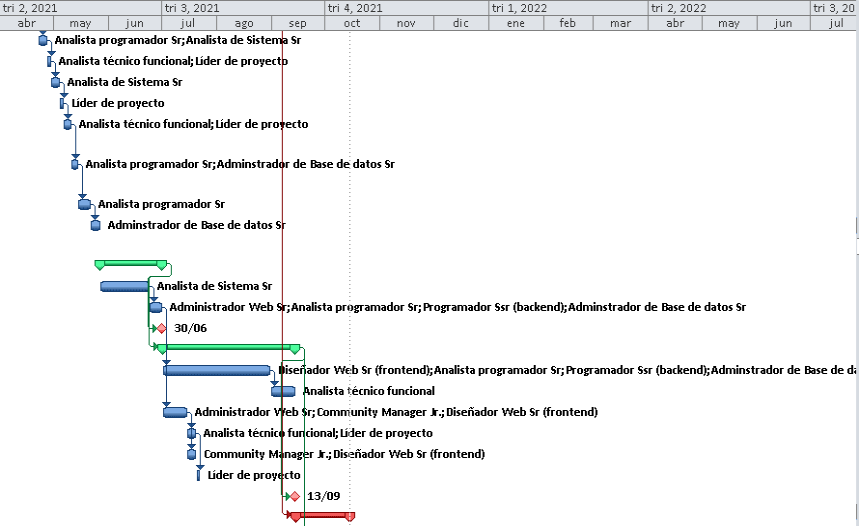 tri 2, 2021 tri 3, 2021 tri 4, 2021 tri 1, 2022 tri 2, 2022 tri 3, 20
abr may jun jul ago sep oct nov dic ene feb mar abr may jun jul
Analista programador Sr;Analista de Sistema Sr
Analista técnico funcional;Líder de proyecto
Analista de Sistema Sr
Líder de proyecto
Analista técnico funcional;Líder de proyecto
Analista programador Sr;Adminstrador de Base de datos Sr
Analista programador Sr
Adminstrador de Base de datos Sr
Analista de Sistema Sr
Administrador Web Sr;Analista programador Sr;Programador Ssr (backend);Adminstrador de Base de datos Sr
30/06
Diseñador Web Sr (frontend);Analista programador Sr;Programador Ssr (backend);Adminstrador de Base de da
Analista técnico funcional
Administrador Web Sr;Community Manager Jr.;Diseñador Web Sr (frontend)
Analista técnico funcional;Líder de proyecto
Community Manager Jr.;Diseñador Web Sr (frontend)
Líder de proyecto
13/09